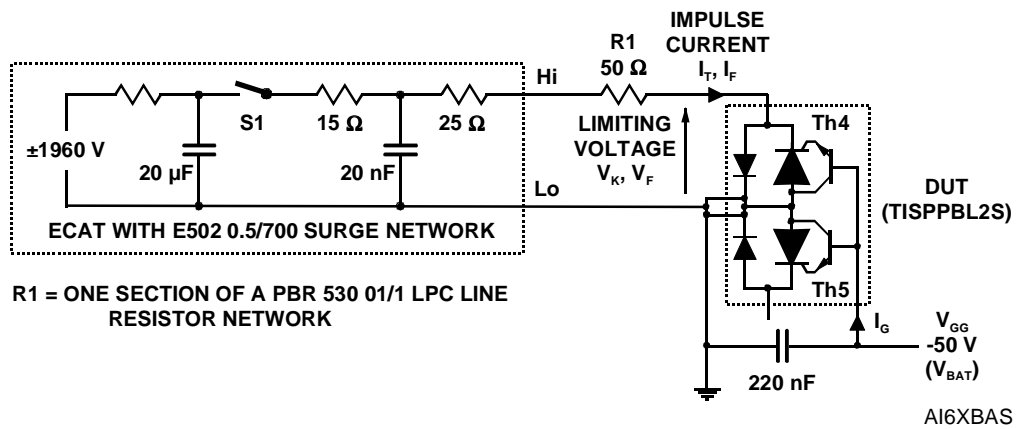 IMPULSE
CURRENT
I_T, I_F
R1
50 Ω
Hi
S1
15 Ω
25 Ω
±1960 V
20 µF
20 nF
LIMITING
VOLTAGE
V_K, V_F
Th4
Lo
DUT
(TISPPBL2S)
ECAT WITH E502 0.5/700 SURGE NETWORK
Th5
R1 = ONE SECTION OF A PBR 530 01/1 LPC LINE
RESISTOR NETWORK
I_G
V_GG
-50 V
(V_BAT)
220 nF
AI6XBAS